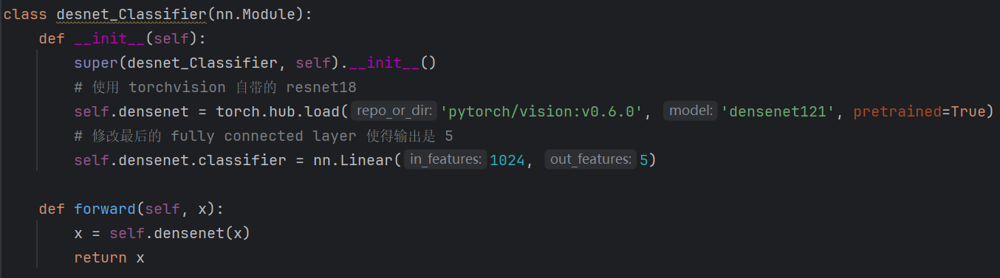 class desnet_Classifier(nn.Module):
    def __init__(self):
        super(desnet_Classifier, self).__init__()
        # 使用 torchvision 自带的 resnet18
        self.densenet = torch.hub.load(repo_or_dir:'pytorch/vision:v0.6.0', model:'densenet121', pretrained=True)
        # 修改最后的 fully connected layer 使得输出是 5
        self.densenet.classifier = nn.Linear(in_features:1024, out_features:5)
    def forward(self, x):
        x = self.densenet(x)
        return x